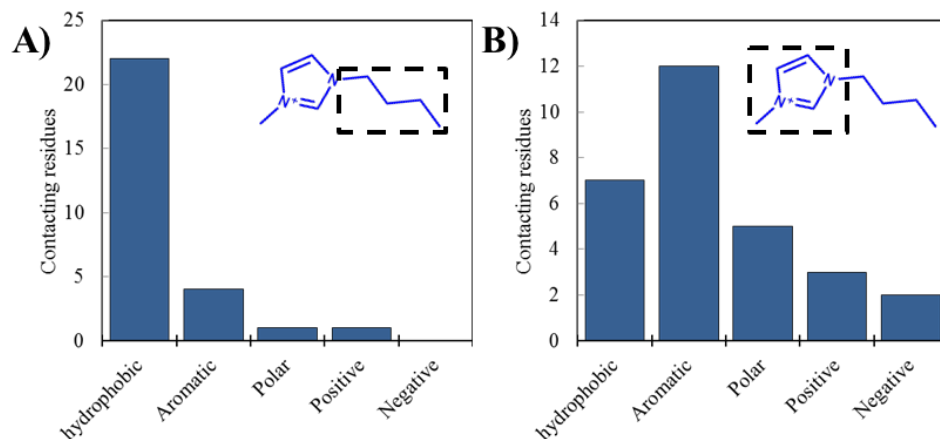 A)
Contacting residues
25
20
15
10
5
0
N
N+
hydrophobic
Aromatic
Polar
Positive
Negative
B)
Contacting residues
14
12
10
8
6
4
2
0
N
N+
hydrophobic
Aromatic
Polar
Positive
Negative